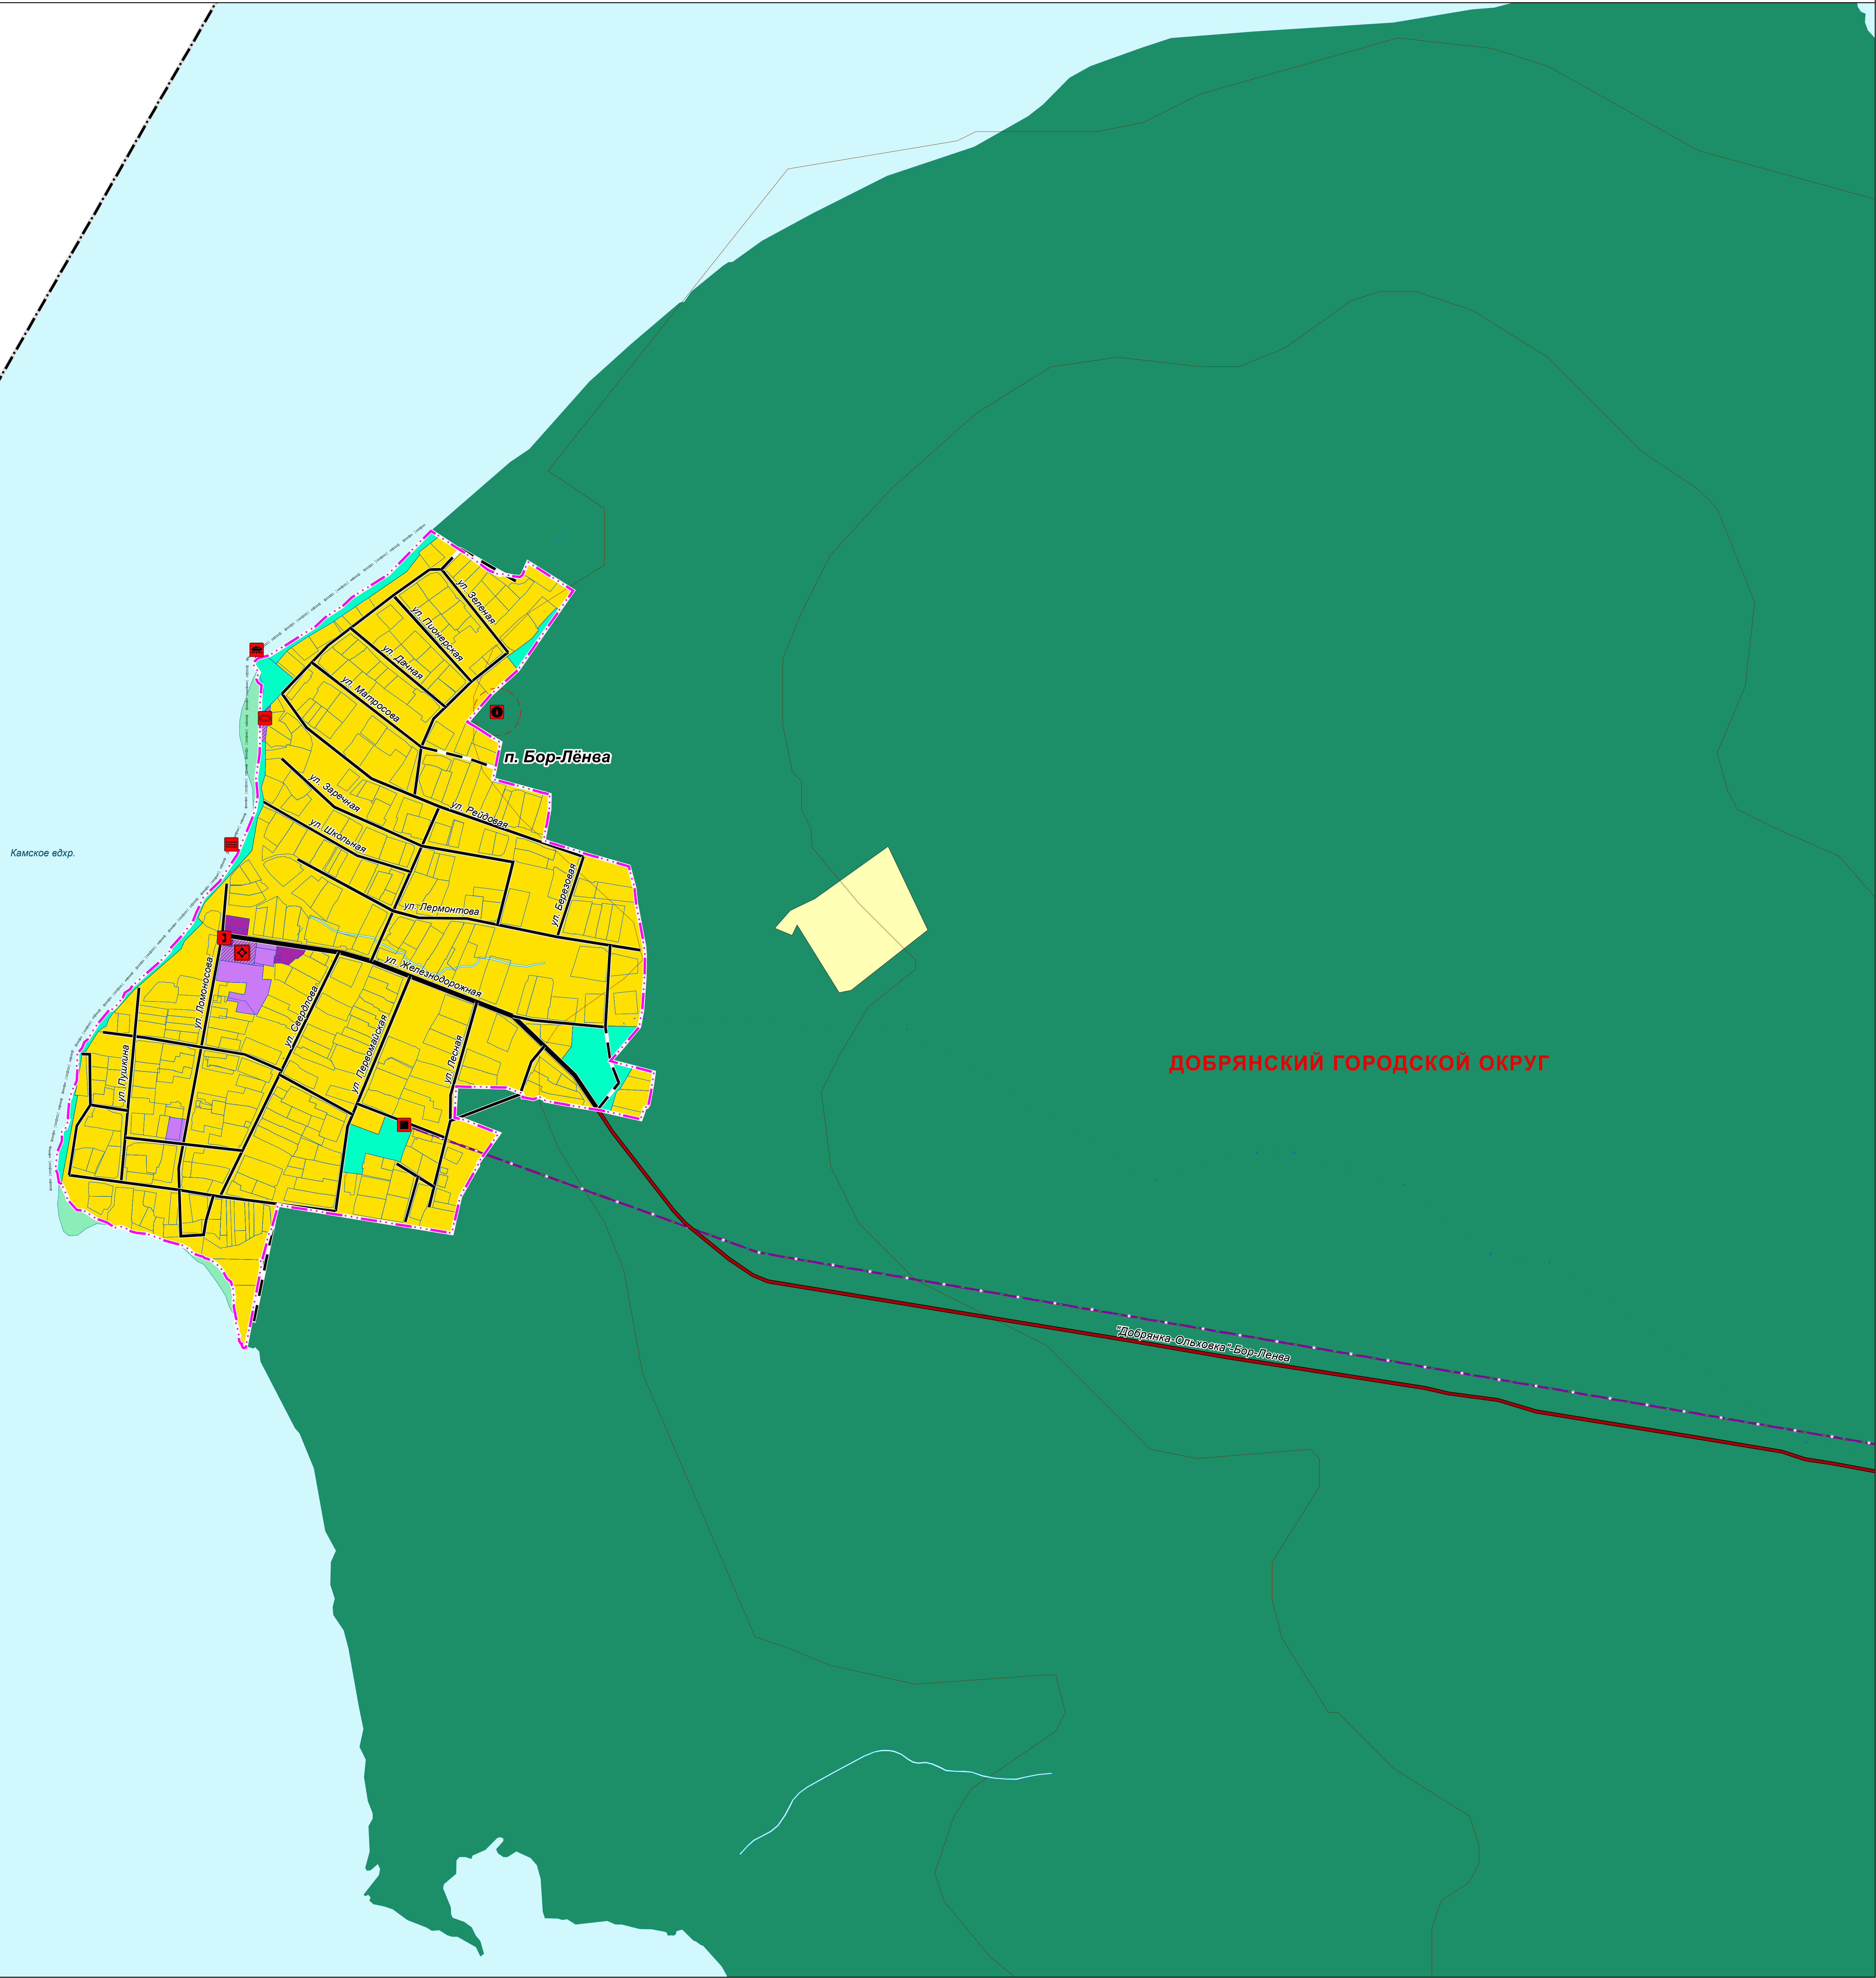 ул. Зеленая
ул. Пионерская
ул. Дачная
ул. Матросова
п. Бор-Лёнва
ул. Заречная
ул. Рейдовая
ул. Школьная
Камское вдхр.
ул. Березовая
ул. Лермонтова
ул. Железнодорожная
ул. Ломоносова
ул. Свердлова
ул. Первомайская
ул. Лесная
ул. Пушкина
ДОБРЯНСКИЙ ГОРОДСКОЙ ОКРУГ
"Добрянка-Ольховка"-Бор-Ленва